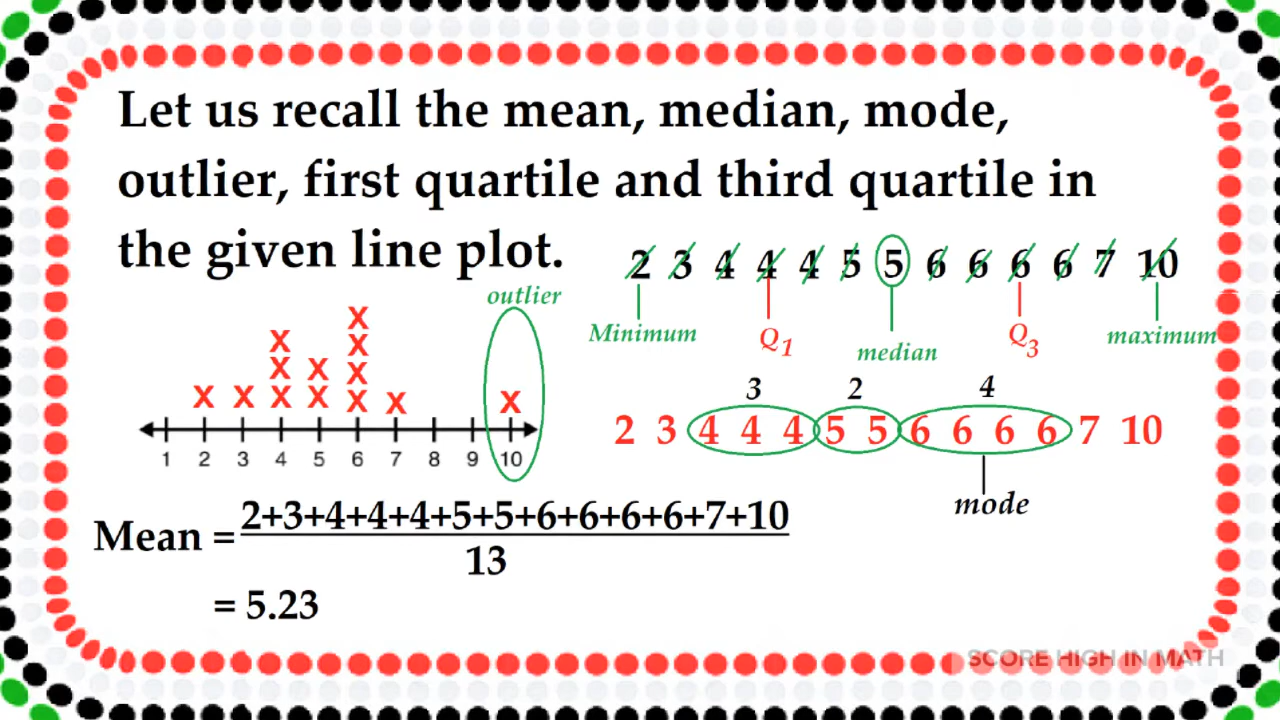 Let us recall the mean, median, mode,
outlier, first quartile and third quartile in
the given line plot.
2 3 4 4 4 5 5 6 6 6 6 7 10
Minimum Q1 median Q3 maximum
outlier
X X X X X X X X X X X X X
1 2 3 4 5 6 7 8 9 10
3 2 4
2 3 4 4 4 5 5 6 6 6 6 7 10
mode
Mean = 2+3+4+4+4+5+5+6+6+6+6+7+10
13
= 5.23
SCORE HIGH IN MATH